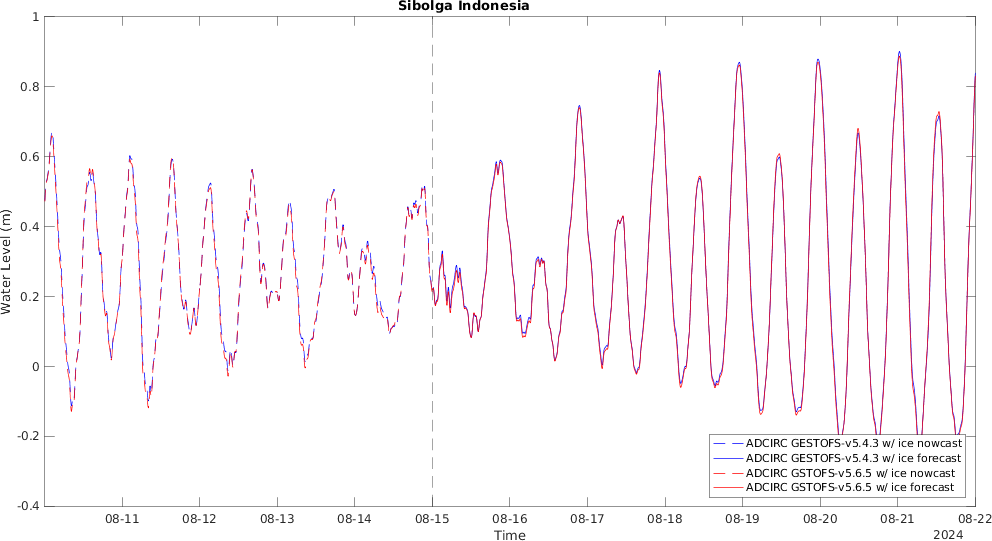 Sibolga Indonesia
1
0.8
0.6
0.4
0.2
0
-0.2
-0.4
Water Level (m)
ADCIRC GESTOFS-v5.4.3 w/ ice nowcast
ADCIRC GESTOFS-v5.4.3 w/ ice forecast
ADCIRC GSTOFS-v5.6.5 w/ ice nowcast
ADCIRC GSTOFS-v5.6.5 w/ ice forecast
08-11 08-12 08-13 08-14 08-15 08-16 08-17 08-18 08-19 08-20 08-21 08-22
Time
2024